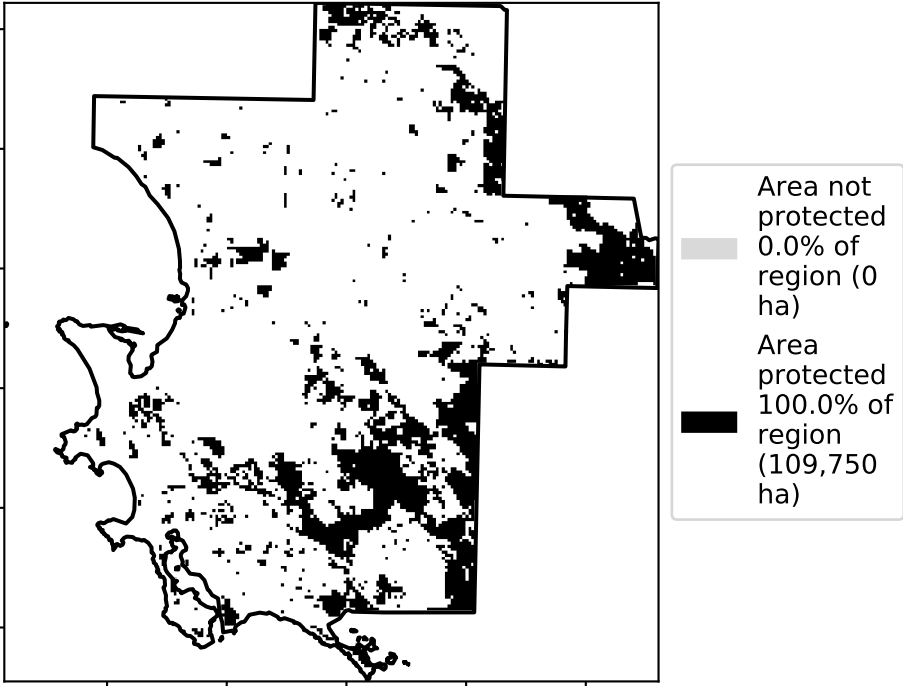 Area not
protected
0.0% of
region (0
ha)
Area
protected
100.0% of
region
(109,750
ha)